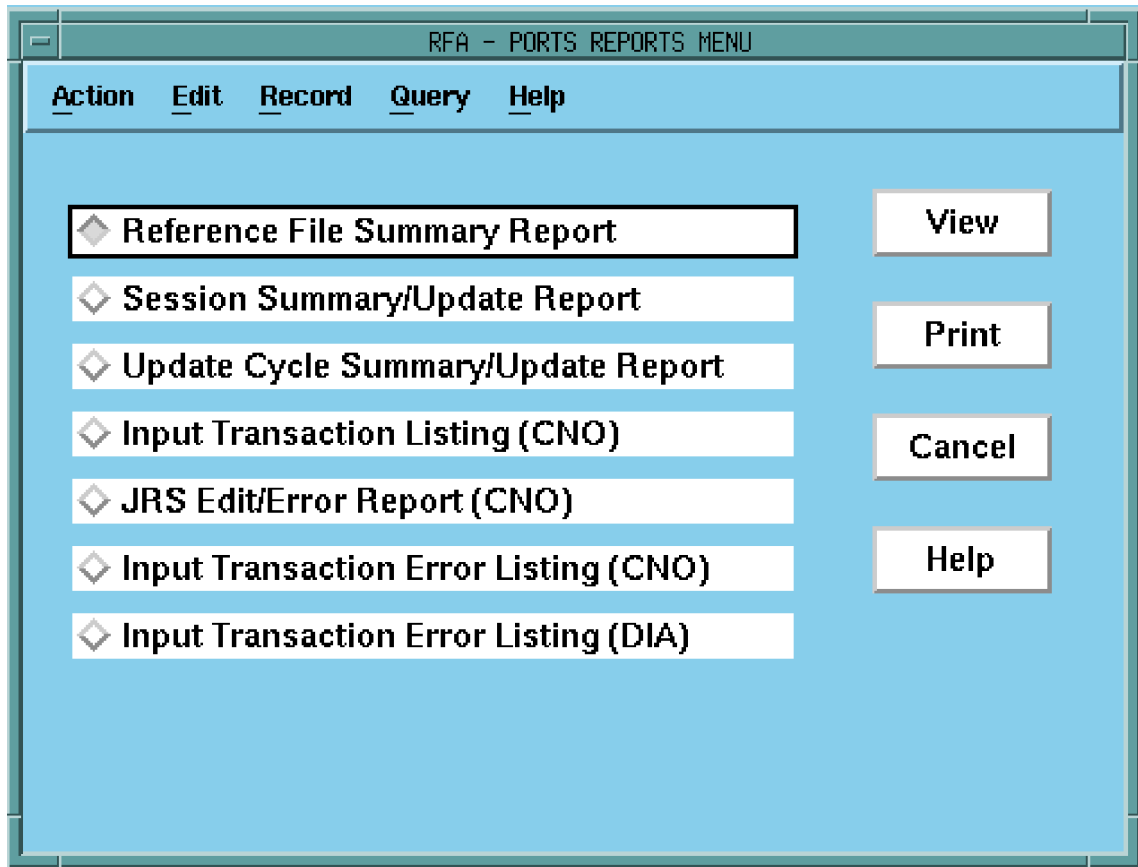 RFA - PORTS REPORTS MENU
Action Edit Record Query Help
Reference File Summary Report
Session Summary/Update Report
Update Cycle Summary/Update Report
Input Transaction Listing (CNO)
JRS Edit/Error Report (CNO)
Input Transaction Error Listing (CNO)
Input Transaction Error Listing (DIA)
View
Print
Cancel
Help